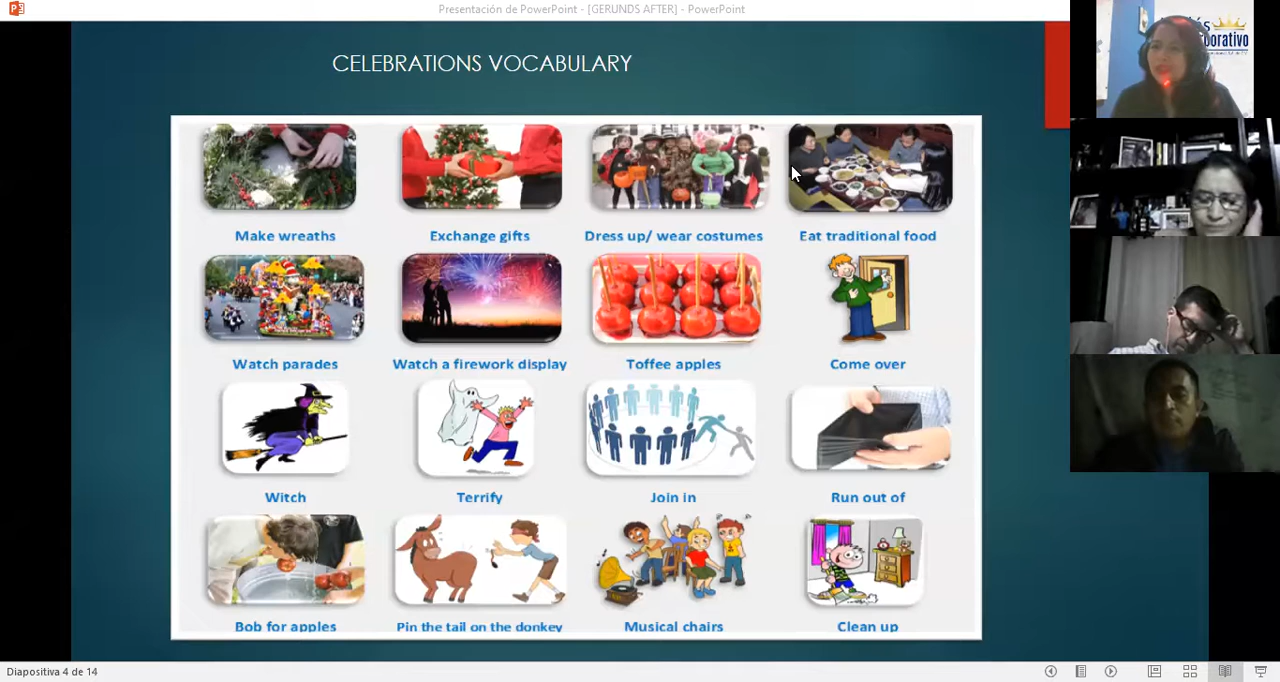 Presentación de PowerPoint - [GERUNDS AFTER] - PowerPoint
CELEBRATIONS VOCABULARY
Make wreaths
Exchange gifts
Dress up/ wear costumes
Eat traditional food
Watch parades
Watch a firework display
Toffee apples
Come over
Witch
Terrify
Join in
Run out of
Bob for apples
Pin the tail on the donkey
Musical chairs
Clean up
Diapositiva 4 de 14